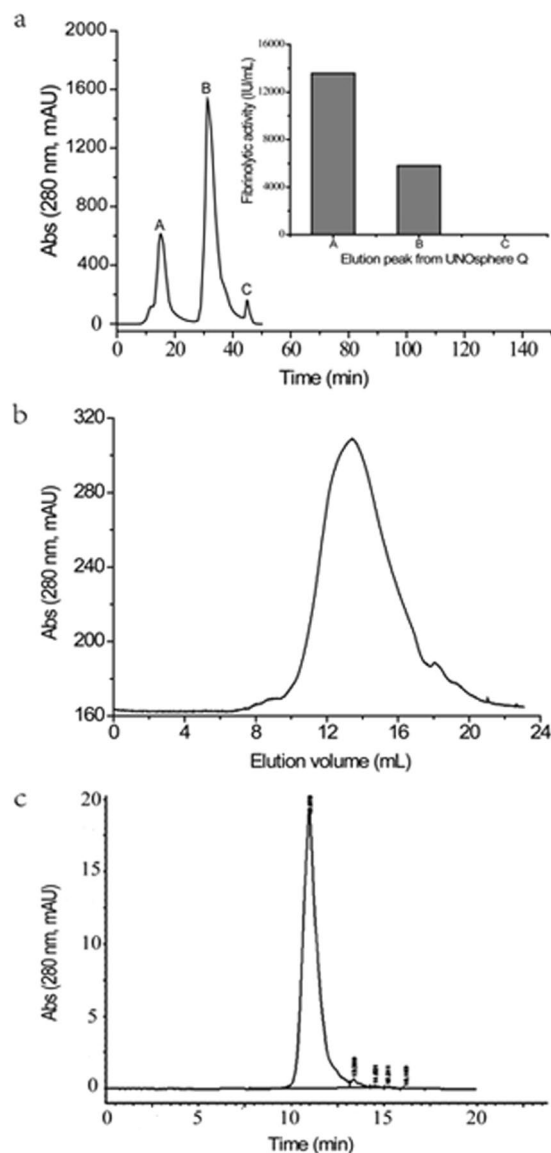 a
Abs (280 nm, mAU)
1800
1500
1200
800
400
0
A
B
C
0 20 40 60 80 100 120 140
Time (min)
Fibrinolytic activity (IU/mL)
16000
12000
8000
4000
0
A B C
Elution peak from UNOsphere Q
b
Abs (280 nm, mAU)
320
280
240
200
160
0 4 8 12 16 20 24
Elution volume (mL)
c
Abs (280 nm, mAU)
20
15
10
5
0
0 5 10 15 20
Time (min)